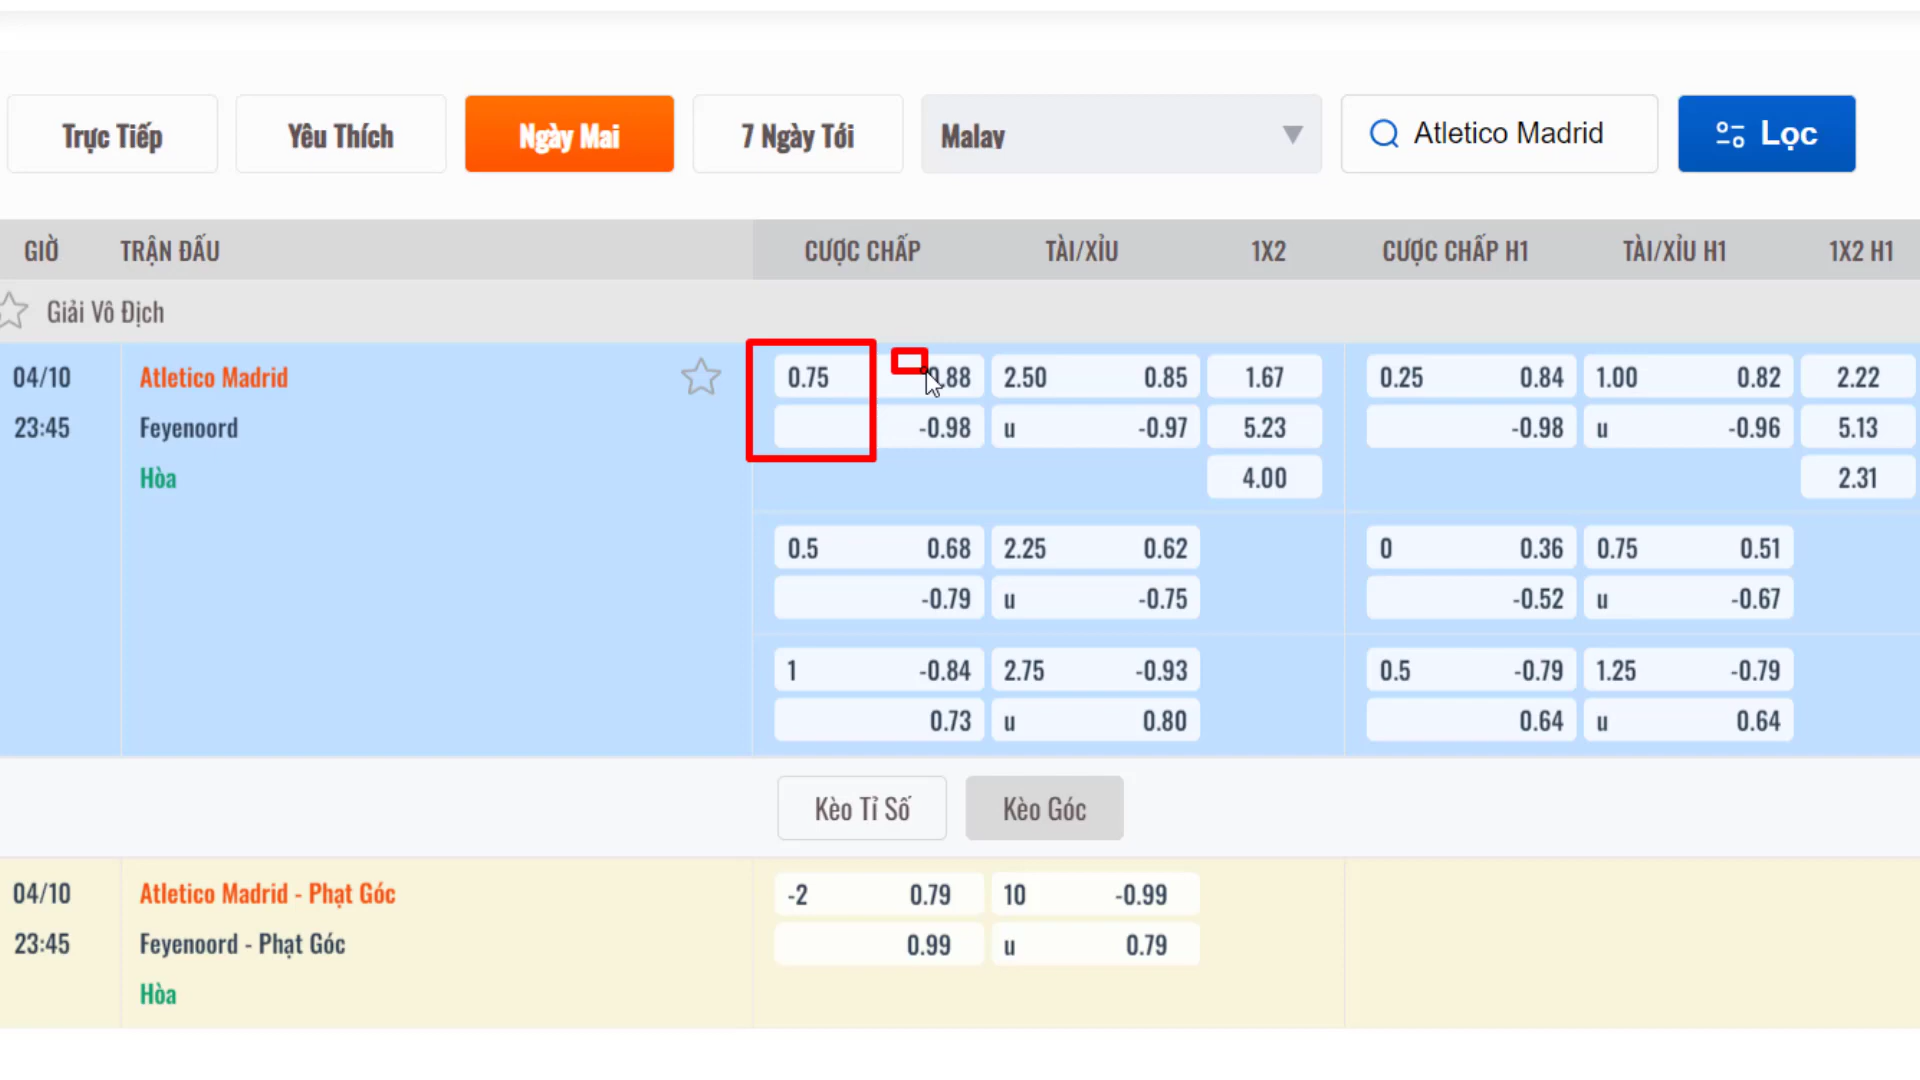 Trực Tiếp Yêu Thích Ngày Mai 7 Ngày Tới Malay Atletico Madrid Lọc
GIỜ TRẬN ĐẤU CƯỢC CHẤP TÀI/XỈU 1X2 CƯỢC CHẤP H1 TÀI/XỈU H1 1X2 H1
Giải Vô Địch
04/10 Atletico Madrid 0.75 0.88 2.50 0.85 1.67 0.25 0.84 1.00 0.82 2.22
23:45 Feyenoord -0.98 u -0.97 5.23 -0.98 u -0.96 5.13
Hòa 4.00 2.31
0.5 0.68 2.25 0.62 0 0.36 0.75 0.51
-0.79 u -0.75 -0.52 u -0.67
1 -0.84 2.75 -0.93 0.5 -0.79 1.25 -0.79
0.73 u 0.80 0.64 u 0.64
Kèo Tỉ Số Kèo Góc
04/10 Atletico Madrid - Phạt Góc -2 0.79 10 -0.99
23:45 Feyenoord - Phạt Góc 0.99 u 0.79
Hòa